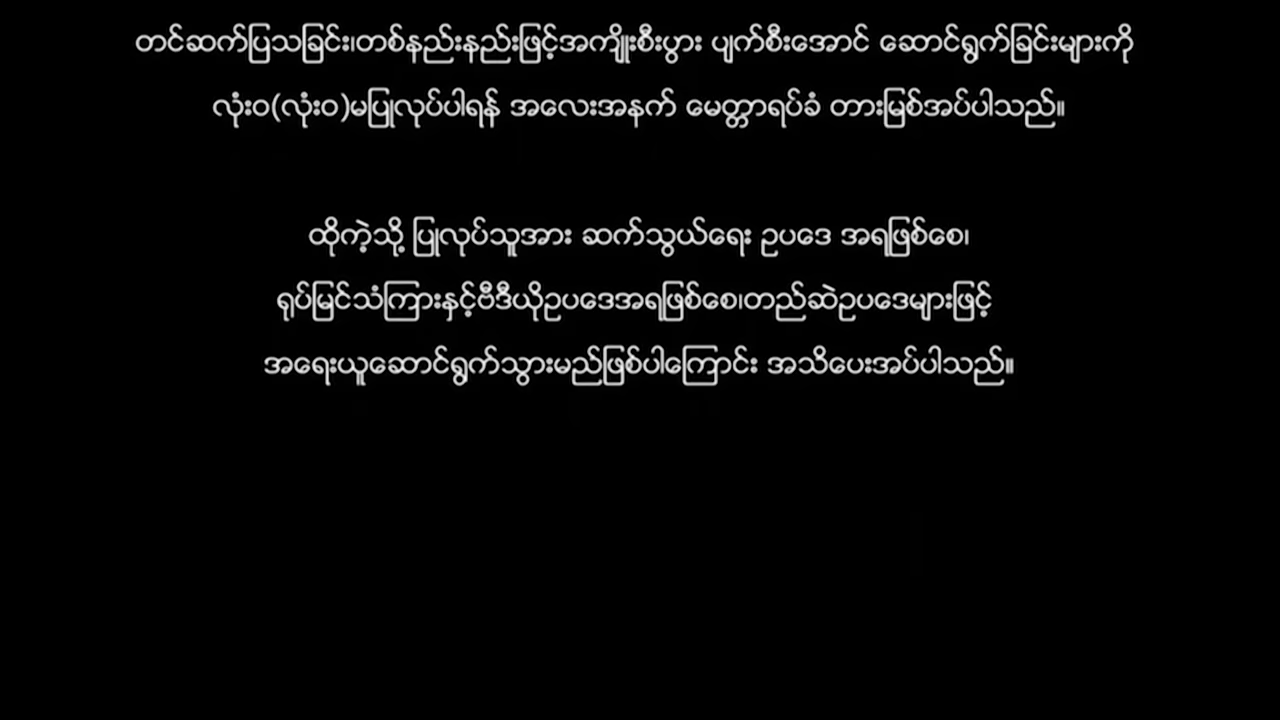 တင်ဆက်ပြသခြင်း၊တစ်နည်းနည်းဖြင့်အကျိုးစီးပွား ပျက်စီးအောင် ဆောင်ရွက်ခြင်းများကို
လုံးဝ(လုံးဝ)မပြုလုပ်ပါရန် အလေးအနက် မေတ္တာရပ်ခံ တားမြစ်အပ်ပါသည်။
ထိုကဲ့သို့ ပြုလုပ်သူအား ဆက်သွယ်ရေး ဥပဒေ အရဖြစ်စေ၊
ရုပ်မြင်သံကြားနှင့်ဗီဒီယိုဥပဒေအရဖြစ်စေ၊တည်ဆဲဥပဒေများဖြင့်
အရေးယူဆောင်ရွက်သွားမည်ဖြစ်ပါကြောင်း အသိပေးအပ်ပါသည်။